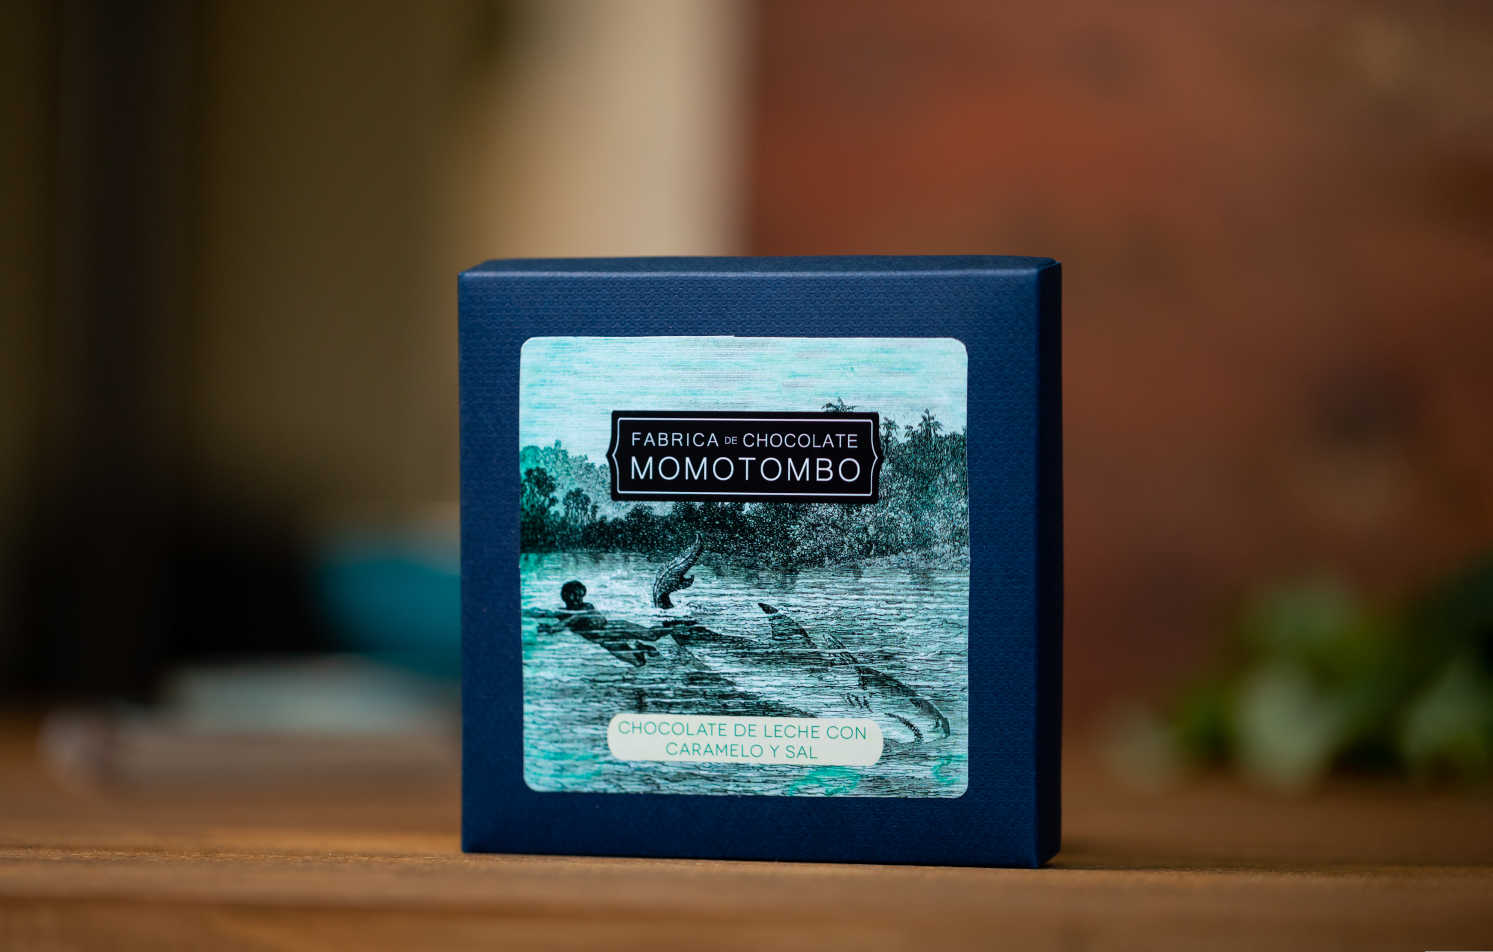 FABRICA DE CHOCOLATE
MOMOTOMBO
CHOCOLATE DE LECHE CON
CARAMELO Y SAL